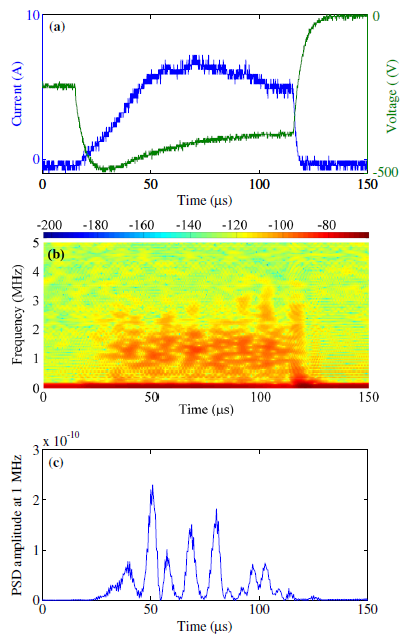 (a)
10
5
0
Current (A)
0
-500
Voltage ( (V)
0 50 100 150
Time (μs)
-200 -180 -160 -140 -120 -100 -80
(b)
5
4
3
2
1
0
Frequency (MHz)
0 50 100 150
Time (μs)
x 10⁻¹⁰
(c)
3
2
1
0
PSD amplitude at 1 MHz
0 50 100 150
Time (μs)